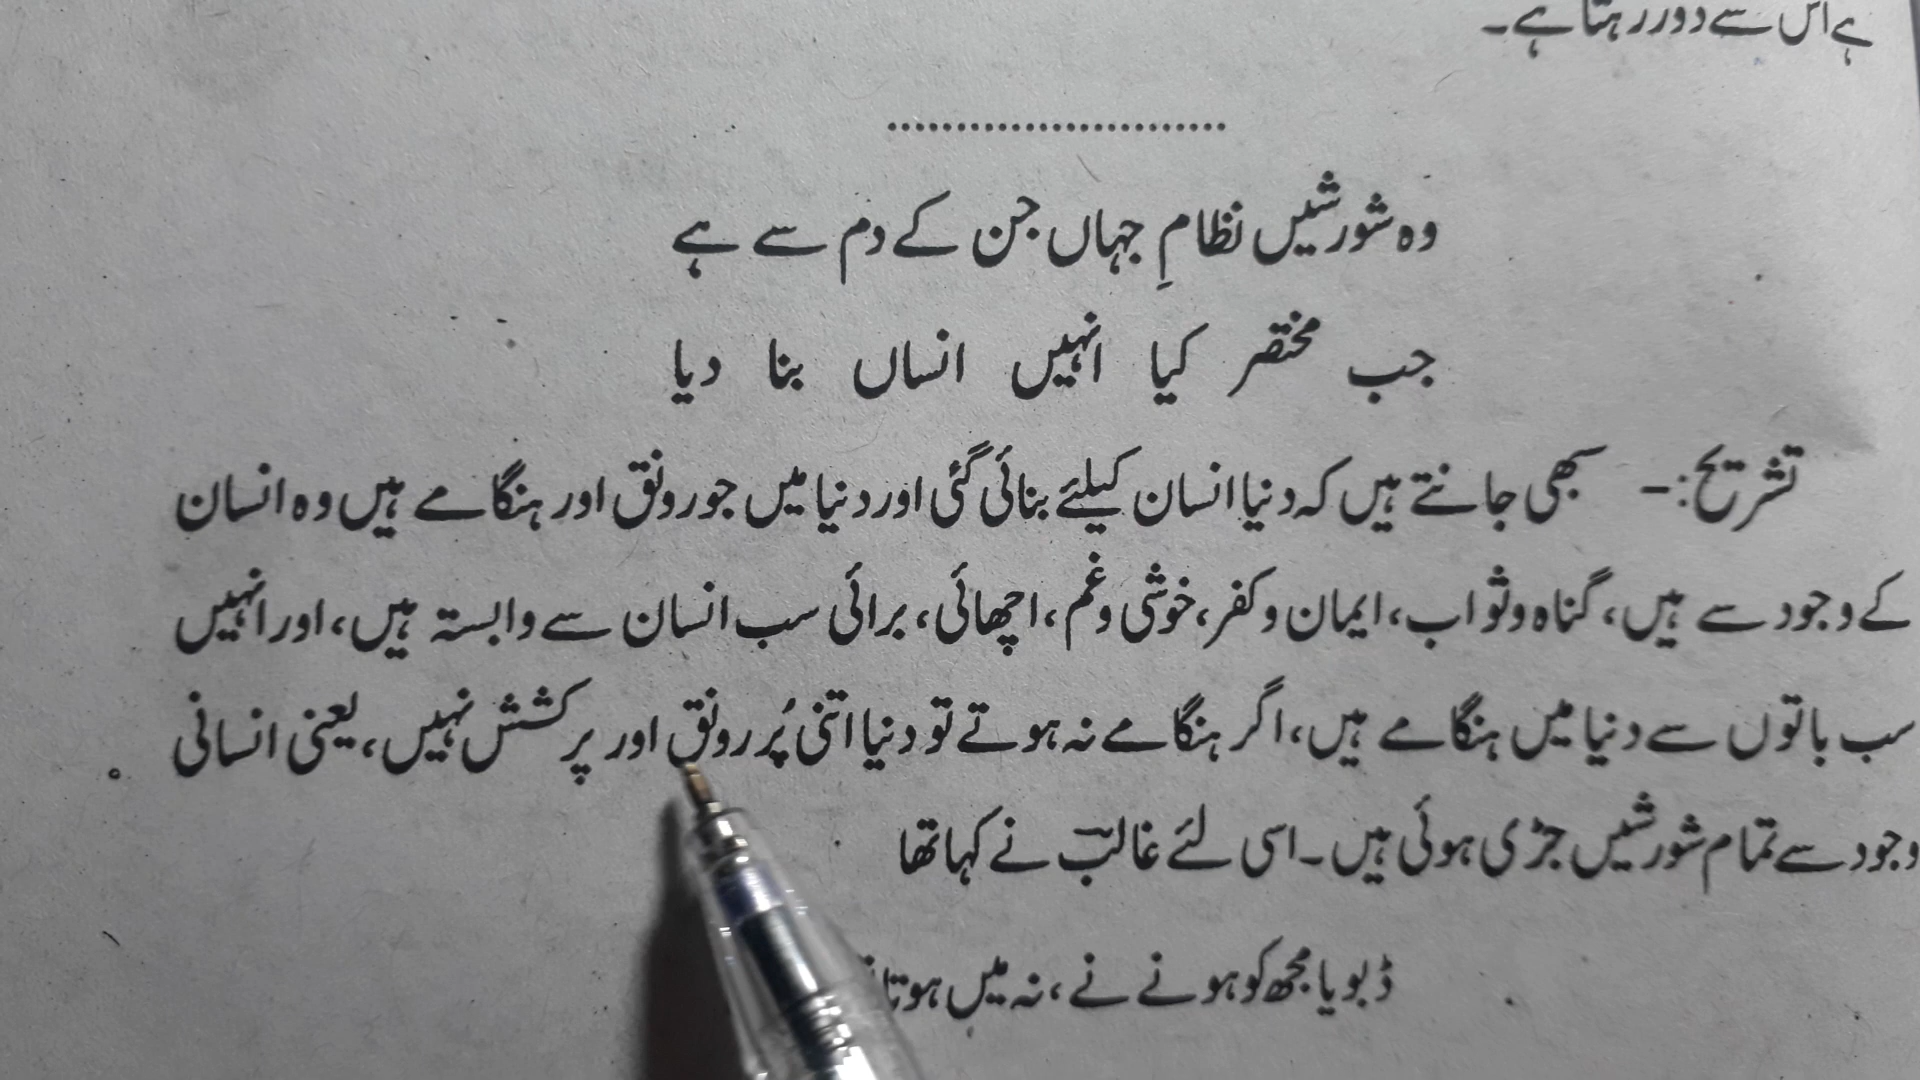 ہے اس سے دور رہتا ہے۔
........................
وہ شورشیں نظامِ جہاں جن کے دم سے ہے
جب مختصر کیا انہیں انساں بنا دیا
تشریح:- سبھی جانتے ہیں کہ دنیا انسان کیلئے بنائی گئی اور دنیا میں جو رونق اور ہنگامے ہیں وہ انسان
کے وجود سے ہیں، گناہ و ثواب، ایمان و کفر، خوشی و غم، اچھائی، برائی سب انسان سے وابستہ ہیں، اور انہیں
سب باتوں سے دنیا میں ہنگامے ہیں، اگر ہنگامے نہ ہوتے تو دنیا اتنی پُر رونق اور پر کشش نہیں، یعنی انسانی
وجود سے تمام شورشیں جڑی ہوئی ہیں۔ اسی لئے غالبؔ نے کہا تھا
ڈبویا مجھ کو ہونے نے، نہ میں ہوتا